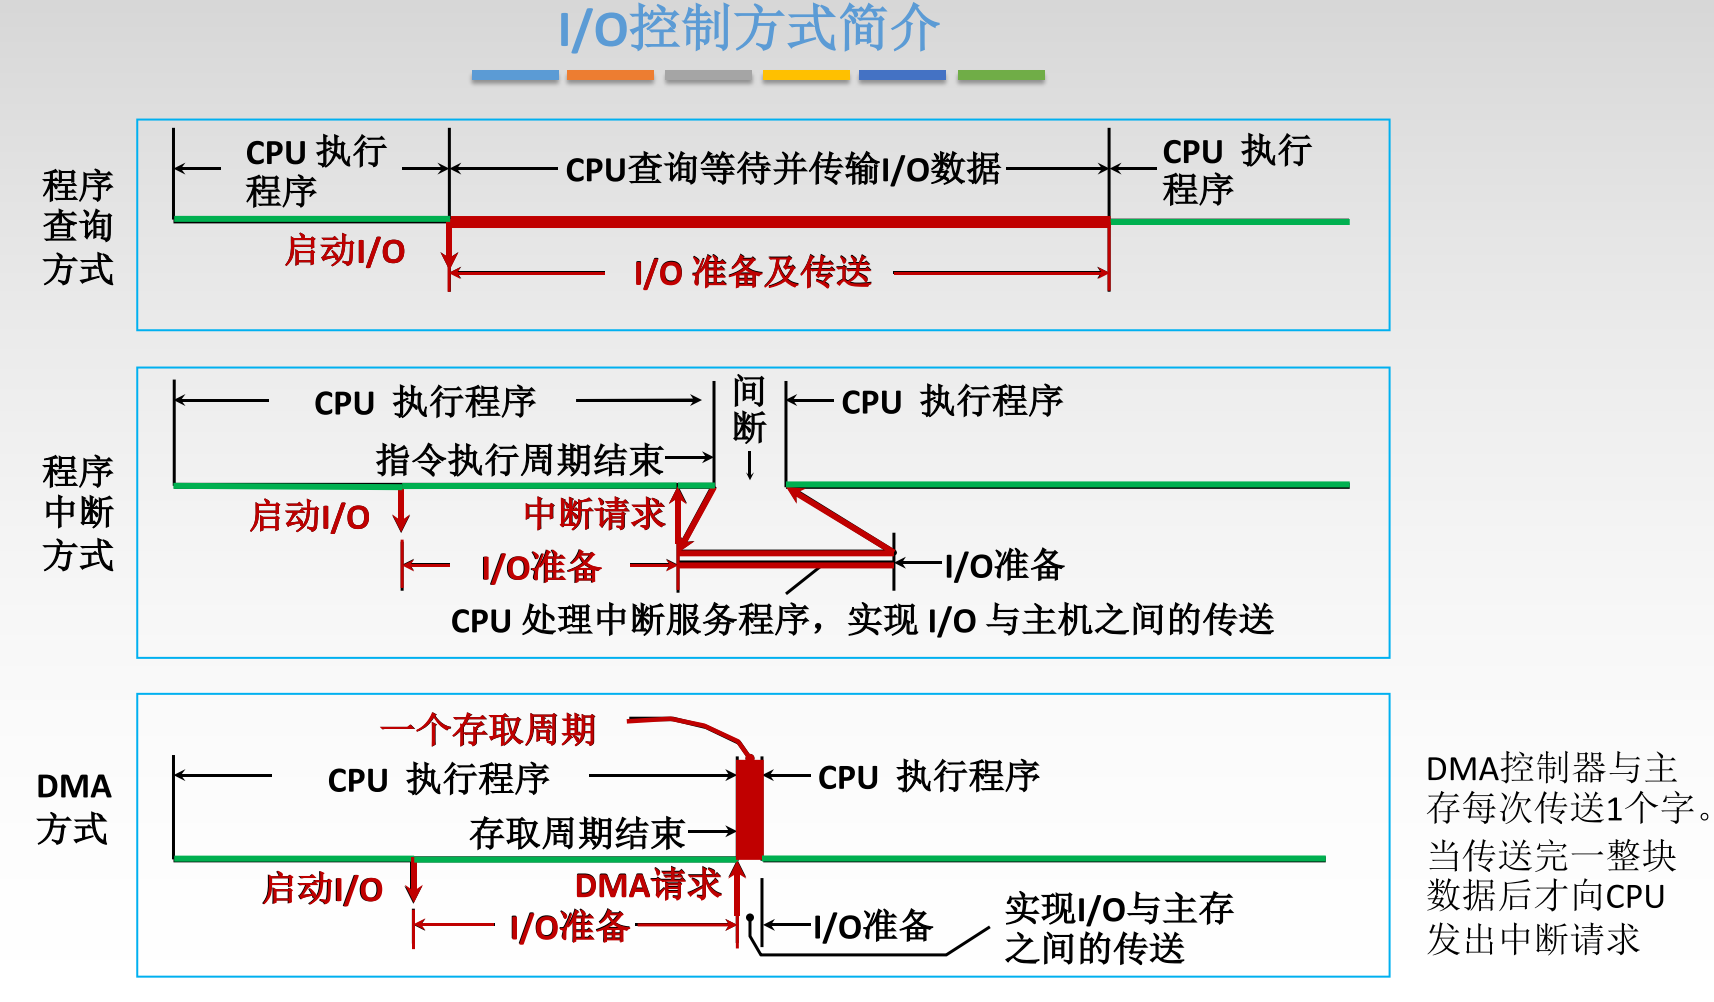 I/O控制方式简介
程序
查询
方式
CPU 执行
程序
CPU查询等待并传输I/O数据
CPU 执行
程序
启动I/O
I/O 准备及传送
程序
中断
方式
CPU 执行程序
间
断
CPU 执行程序
指令执行周期结束
启动I/O
中断请求
I/O准备
I/O准备
CPU 处理中断服务程序，实现 I/O 与主机之间的传送
DMA
方式
一个存取周期
CPU 执行程序
CPU 执行程序
存取周期结束
启动I/O
DMA请求
I/O准备
I/O准备
实现I/O与主存
之间的传送
DMA控制器与主
存每次传送1个字。
当传送完一整块
数据后才向CPU
发出中断请求